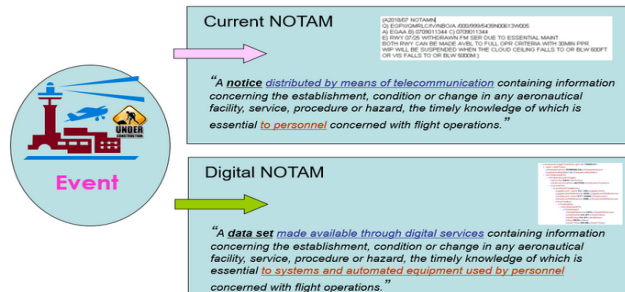 Current NOTAM
(A2016/07 NOTAMN
Q) EGPX/QMRLC/IV/NBO/A /000/999/5439N00613W005
A) EGAA B) 0709011344 C) 0709011344
E) RWY 07/25 WITHDRAWN FM SER DUE TO ESSENTIAL MAINT
BOTH RWY CAN BE MADE AVBL TO FULL OPR CRITERIA WITH 30MIN PPR
WIP WILL BE SUSPENDED WHEN THE CLOUD CEILING FALLS TO OR BLW 600FT
OR VIS FALLS TO OR BLW 5000M.)
“A notice distributed by means of telecommunication containing information
concerning the establishment, condition or change in any aeronautical
facility, service, procedure or hazard, the timely knowledge of which is
essential to personnel concerned with flight operations.”
UNDER
CONSTRUCTION
Event
Digital NOTAM
“A data set made available through digital services containing information
concerning the establishment, condition or change in any aeronautical
facility, service, procedure or hazard, the timely knowledge of which is
essential to systems and automated equipment used by personnel
concerned with flight operations.”